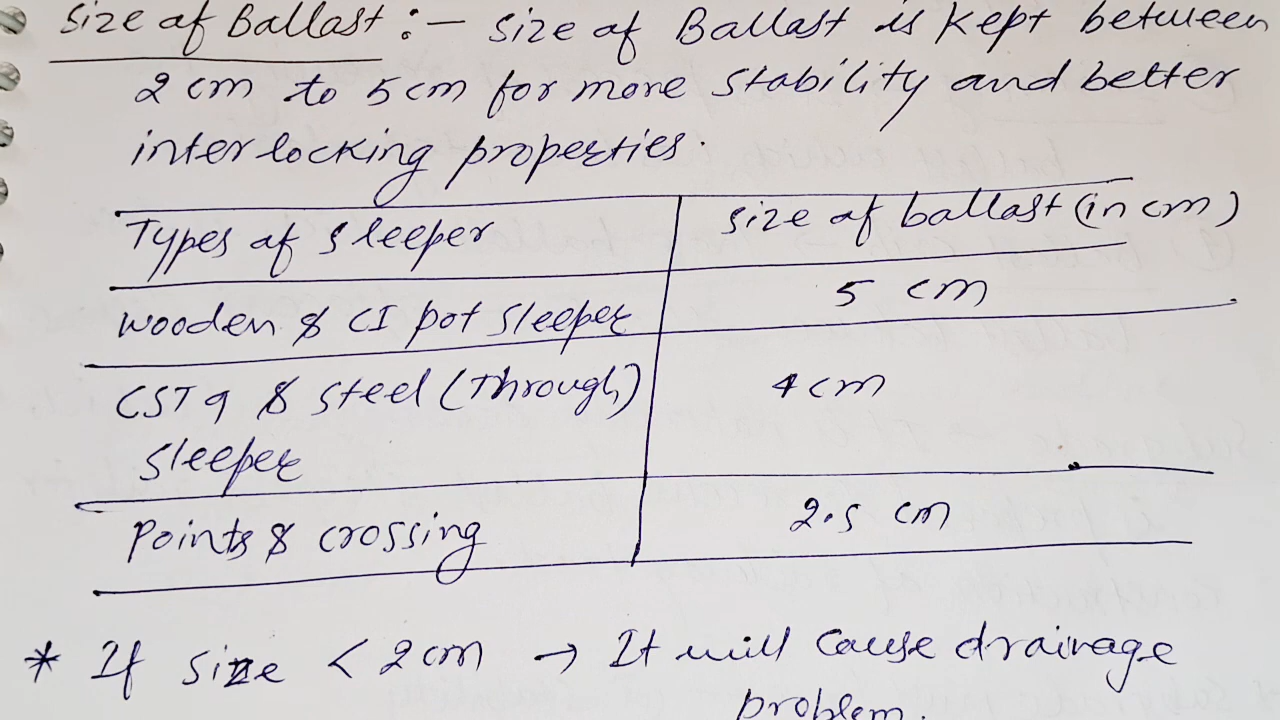 Size of Ballast :- Size of Ballast is kept between
2 cm to 5 cm for more stability and better
interlocking properties.
Types of sleeper size of ballast (in cm)
wooden & CI pot sleeper 5 cm
CST 9 & steel (Through) 4 cm
sleeper
Points & crossing 2.5 cm
* If size < 2 cm → It will cause drainage
problem.